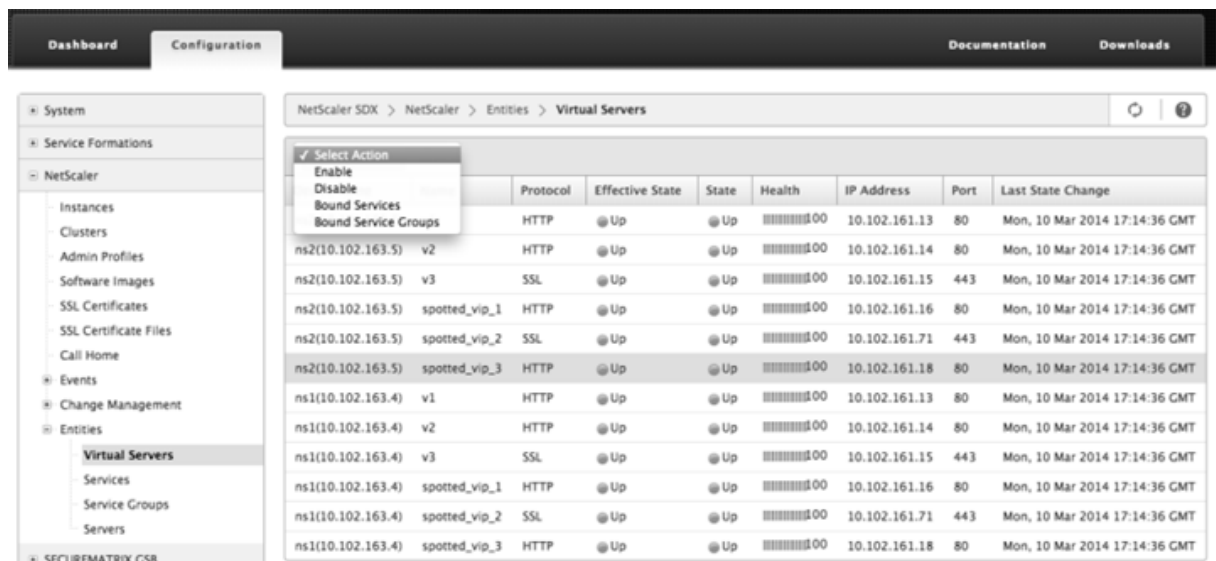 Dashboard Configuration Documentation Downloads
System
Service Formations
NetScaler
Instances
Clusters
Admin Profiles
Software Images
SSL Certificates
SSL Certificate Files
Call Home
Events
Change Management
Entities
Virtual Servers
Services
Service Groups
Servers
SECUREMATRIX GSB
NetScaler SDX > NetScaler > Entities > Virtual Servers
✓ Select Action
Enable
Disable
Bound Services
Bound Service Groups
Protocol Effective State State Health IP Address Port Last State Change
HTTP Up Up 100 10.102.161.13 80 Mon, 10 Mar 2014 17:14:36 GMT
ns2(10.102.163.5) v2 HTTP Up Up 100 10.102.161.14 80 Mon, 10 Mar 2014 17:14:36 GMT
ns2(10.102.163.5) v3 SSL Up Up 100 10.102.161.15 443 Mon, 10 Mar 2014 17:14:36 GMT
ns2(10.102.163.5) spotted_vip_1 HTTP Up Up 100 10.102.161.16 80 Mon, 10 Mar 2014 17:14:36 GMT
ns2(10.102.163.5) spotted_vip_2 SSL Up Up 100 10.102.161.71 443 Mon, 10 Mar 2014 17:14:36 GMT
ns2(10.102.163.5) spotted_vip_3 HTTP Up Up 100 10.102.161.18 80 Mon, 10 Mar 2014 17:14:36 GMT
ns1(10.102.163.4) v1 HTTP Up Up 100 10.102.161.13 80 Mon, 10 Mar 2014 17:14:36 GMT
ns1(10.102.163.4) v2 HTTP Up Up 100 10.102.161.14 80 Mon, 10 Mar 2014 17:14:36 GMT
ns1(10.102.163.4) v3 SSL Up Up 100 10.102.161.15 443 Mon, 10 Mar 2014 17:14:36 GMT
ns1(10.102.163.4) spotted_vip_1 HTTP Up Up 100 10.102.161.16 80 Mon, 10 Mar 2014 17:14:36 GMT
ns1(10.102.163.4) spotted_vip_2 SSL Up Up 100 10.102.161.71 443 Mon, 10 Mar 2014 17:14:36 GMT
ns1(10.102.163.4) spotted_vip_3 HTTP Up Up 100 10.102.161.18 80 Mon, 10 Mar 2014 17:14:36 GMT